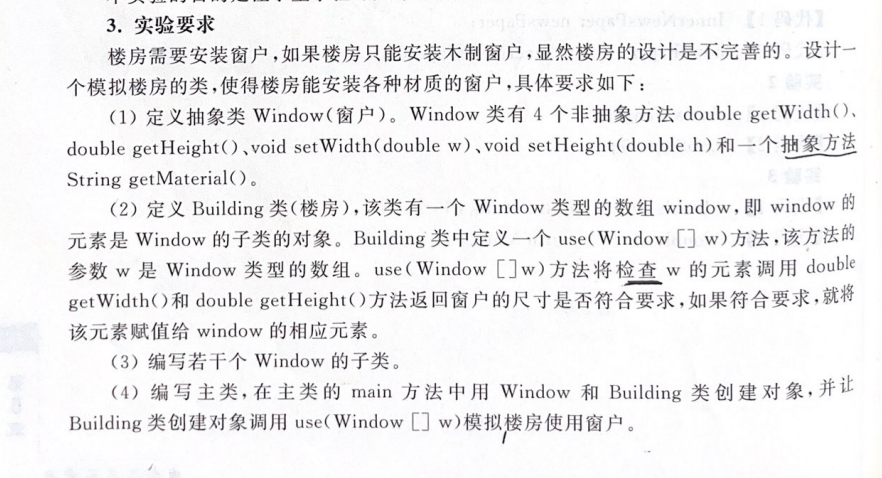 3. 实验要求
楼房需要安装窗户,如果楼房只能安装木制窗户,显然楼房的设计是不完善的。设计一
个模拟楼房的类,使得楼房能安装各种材质的窗户,具体要求如下:
(1) 定义抽象类 Window(窗户)。Window 类有 4 个非抽象方法 double getWidth()、
double getHeight()、void setWidth(double w)、void setHeight(double h)和一个抽象方法
String getMaterial()。
(2) 定义 Building 类(楼房),该类有一个 Window 类型的数组 window,即 window 的
元素是 Window 的子类的对象。Building 类中定义一个 use(Window [] w)方法,该方法的
参数 w 是 Window 类型的数组。use(Window []w)方法将检查 w 的元素调用 double
getWidth()和 double getHeight()方法返回窗户的尺寸是否符合要求,如果符合要求,就将
该元素赋值给 window 的相应元素。
(3) 编写若干个 Window 的子类。
(4) 编写主类,在主类的 main 方法中用 Window 和 Building 类创建对象,并让
Building 类创建对象调用 use(Window [] w)模拟楼房使用窗户。